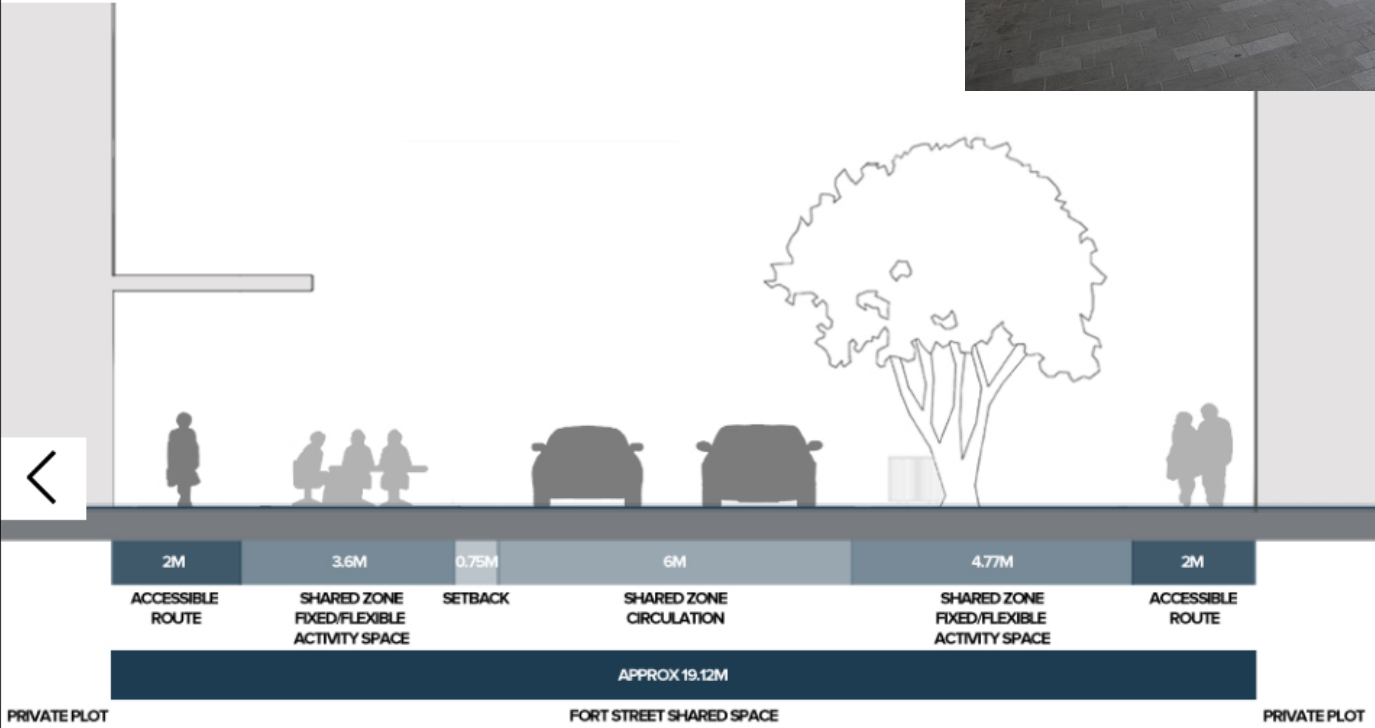 2M
3.6M
0.75M
6M
4.77M
2M
ACCESSIBLE
ROUTE
SHARED ZONE
FIXED/FLEXIBLE
ACTIVITY SPACE
SETBACK
SHARED ZONE
CIRCULATION
SHARED ZONE
FIXED/FLEXIBLE
ACTIVITY SPACE
ACCESSIBLE
ROUTE
APPROX 19.12M
PRIVATE PLOT
FORT STREET SHARED SPACE
PRIVATE PLOT